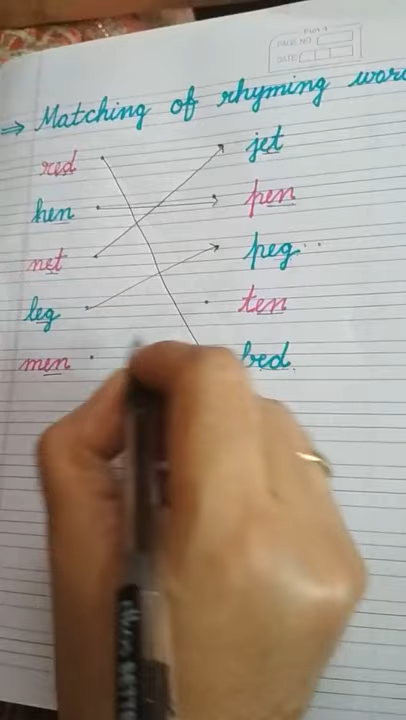 PAGE NO.
DATE:
⇒ Matching of rhyming
red jet
hen pen
net peg
leg ten
men bed